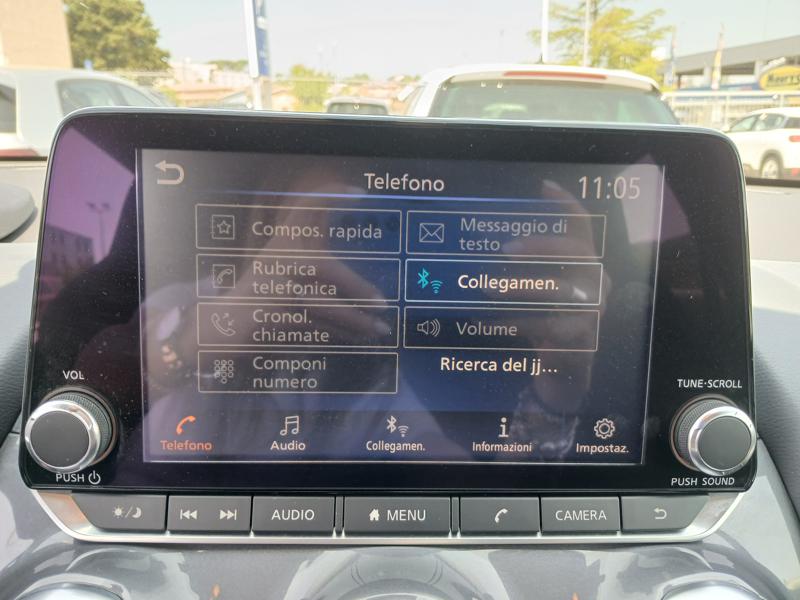 Telefono
11:05
Compos. rapida
Messaggio di
testo
Rubrica
telefonica
Collegamen.
Cronol.
chiamate
Volume
Componi
numero
Ricerca del jj...
Telefono
Audio
Collegamen.
Informazioni
Impostaz.
VOL
PUSH
TUNE·SCROLL
PUSH SOUND
AUDIO
MENU
CAMERA